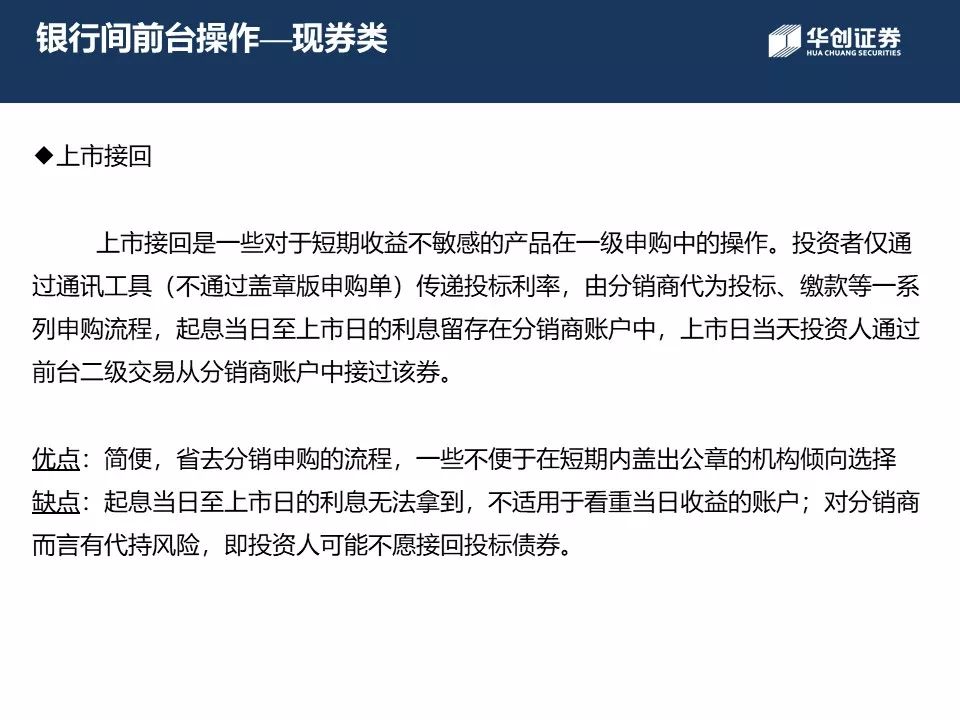 银行间前台操作—现券类
华创证券
HUA CHUANG SECURITIES
◆上市接回
上市接回是一些对于短期收益不敏感的产品在一级申购中的操作。投资者仅通
过通讯工具（不通过盖章版申购单）传递投标利率，由分销商代为投标、缴款等一系
列申购流程，起息当日至上市日的利息留存在分销商账户中，上市日当天投资人通过
前台二级交易从分销商账户中接过该券。
优点：简便，省去分销申购的流程，一些不便于在短期内盖出公章的机构倾向选择
缺点：起息当日至上市日的利息无法拿到，不适用于看重当日收益的账户；对分销商
而言有代持风险，即投资人可能不愿接回投标债券。